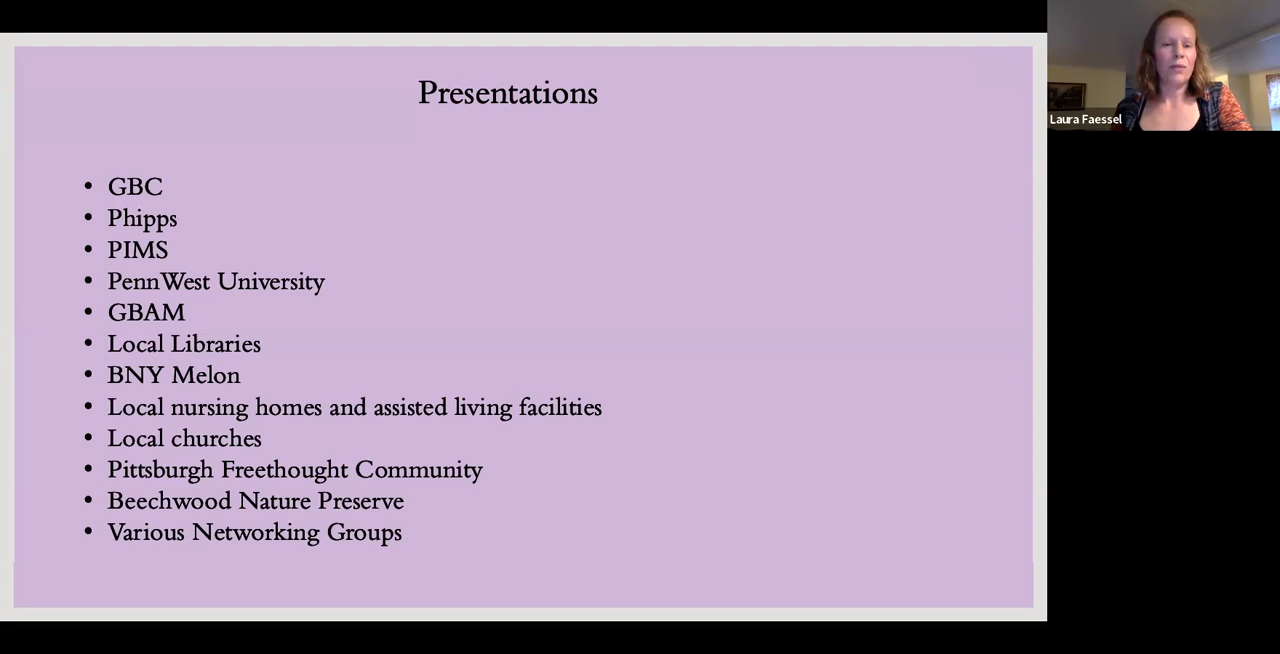 Presentations
• GBC
• Phipps
• PIMS
• PennWest University
• GBAM
• Local Libraries
• BNY Melon
• Local nursing homes and assisted living facilities
• Local churches
• Pittsburgh Freethought Community
• Beechwood Nature Preserve
• Various Networking Groups
Laura Faessel